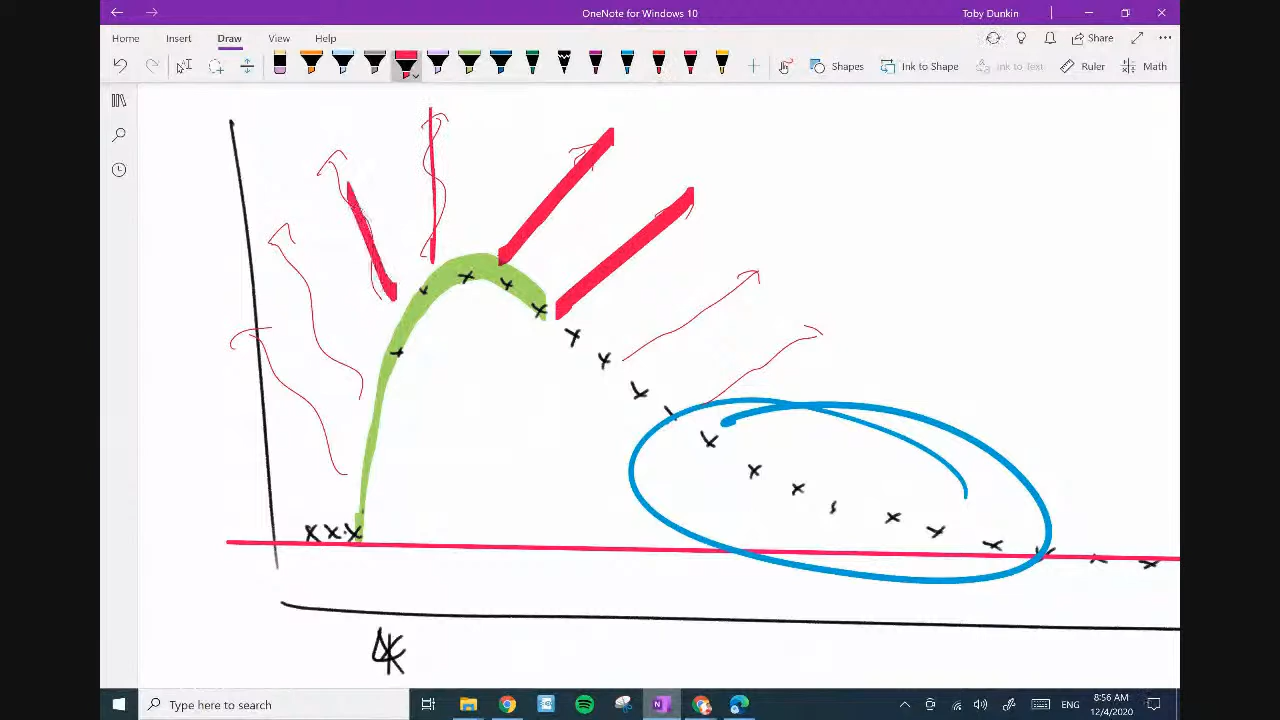 OneNote for Windows 10
Toby Dunkin
Home Insert Draw View Help
Share
Shapes Ink to Shape Ink to Text Ruler Math
x x x
Type here to search
ENG
8:56 AM
12/4/2020